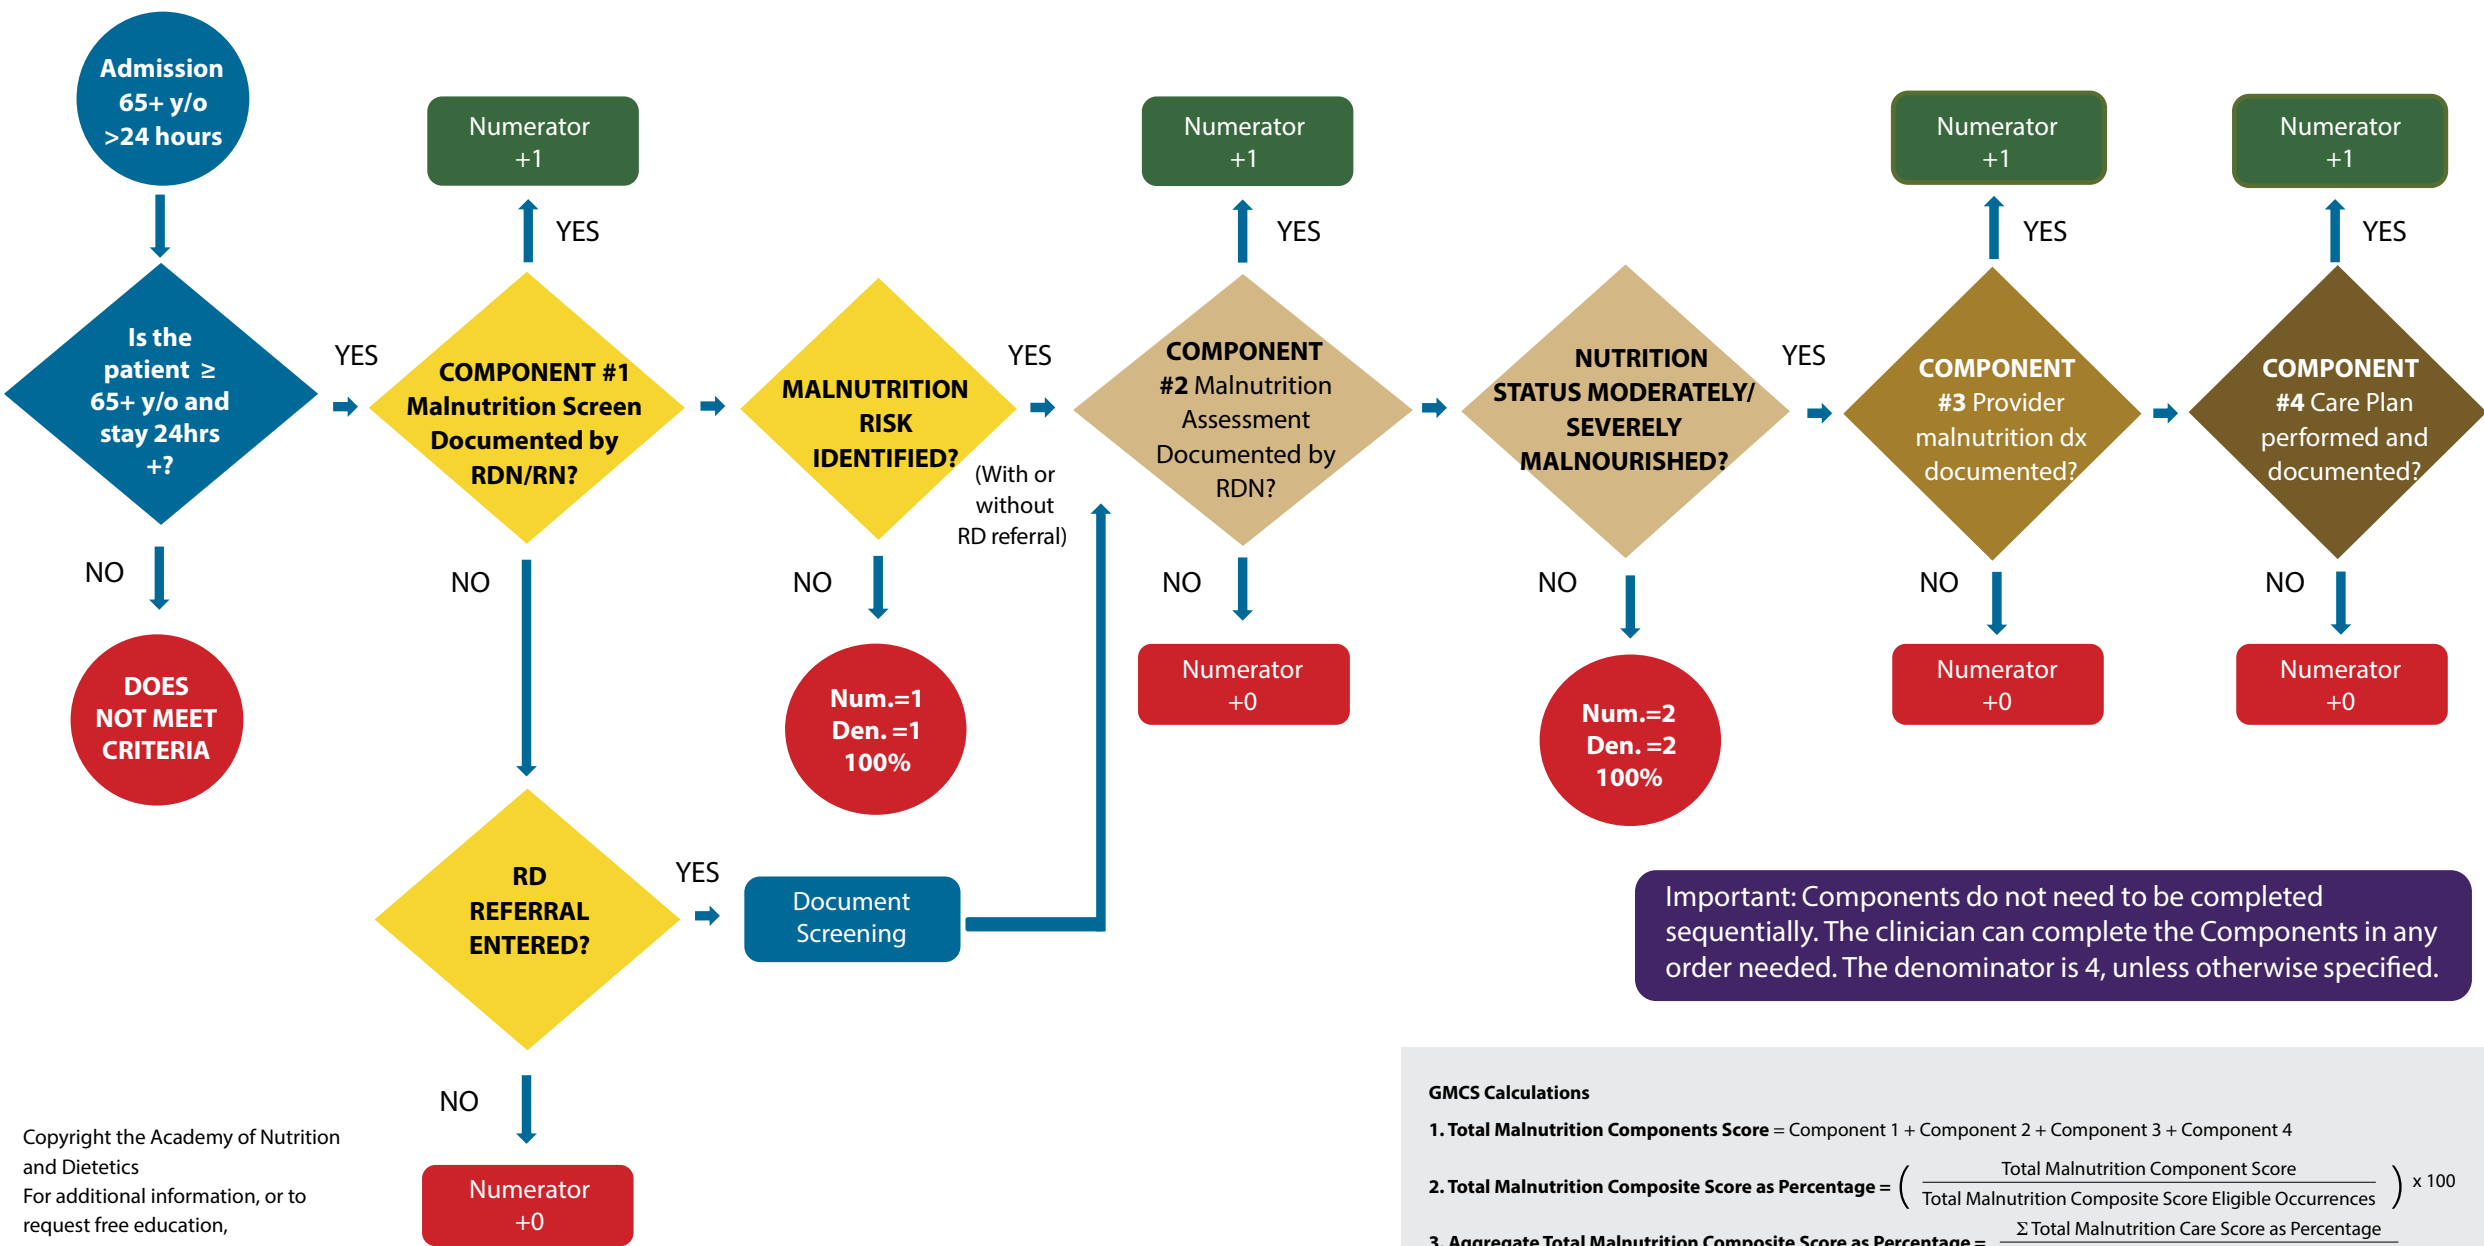 Admission
65+ y/o
>24 hours
Numerator
+1
Numerator
+1
Numerator
+1
Numerator
+1
YES
YES
YES
YES
Is the
patient ≥
65+ y/o and
stay 24hrs
+?
YES
COMPONENT #1
Malnutrition Screen
Documented by
RDN/RN?
MALNUTRITION
RISK
IDENTIFIED?
YES
(With or
without
RD referral)
COMPONENT
#2 Malnutrition
Assessment
Documented by
RDN?
NUTRITION
STATUS MODERATELY/
SEVERELY
MALNOURISHED?
YES
COMPONENT
#3 Provider
malnutrition dx
documented?
COMPONENT
#4 Care Plan
performed and
documented?
NO
NO
NO
NO
NO
NO
NO
DOES
NOT MEET
CRITERIA
Num.=1
Den. =1
100%
Numerator
+0
Num.=2
Den. =2
100%
Numerator
+0
Numerator
+0
RD
REFERRAL
ENTERED?
YES
Document
Screening
Important: Components do not need to be completed
sequentially. The clinician can complete the Components in any
order needed. The denominator is 4, unless otherwise specified.
NO
Numerator
+0
Copyright the Academy of Nutrition
and Dietetics
For additional information, or to
request free education,
GMCS Calculations
1. Total Malnutrition Components Score = Component 1 + Component 2 + Component 3 + Component 4
2. Total Malnutrition Composite Score as Percentage = ( Total Malnutrition Component Score / Total Malnutrition Composite Score Eligible Occurrences ) x 100
3. Aggregate Total Malnutrition Composite Score as Percentage = Σ Total Malnutrition Care Score as Percentage